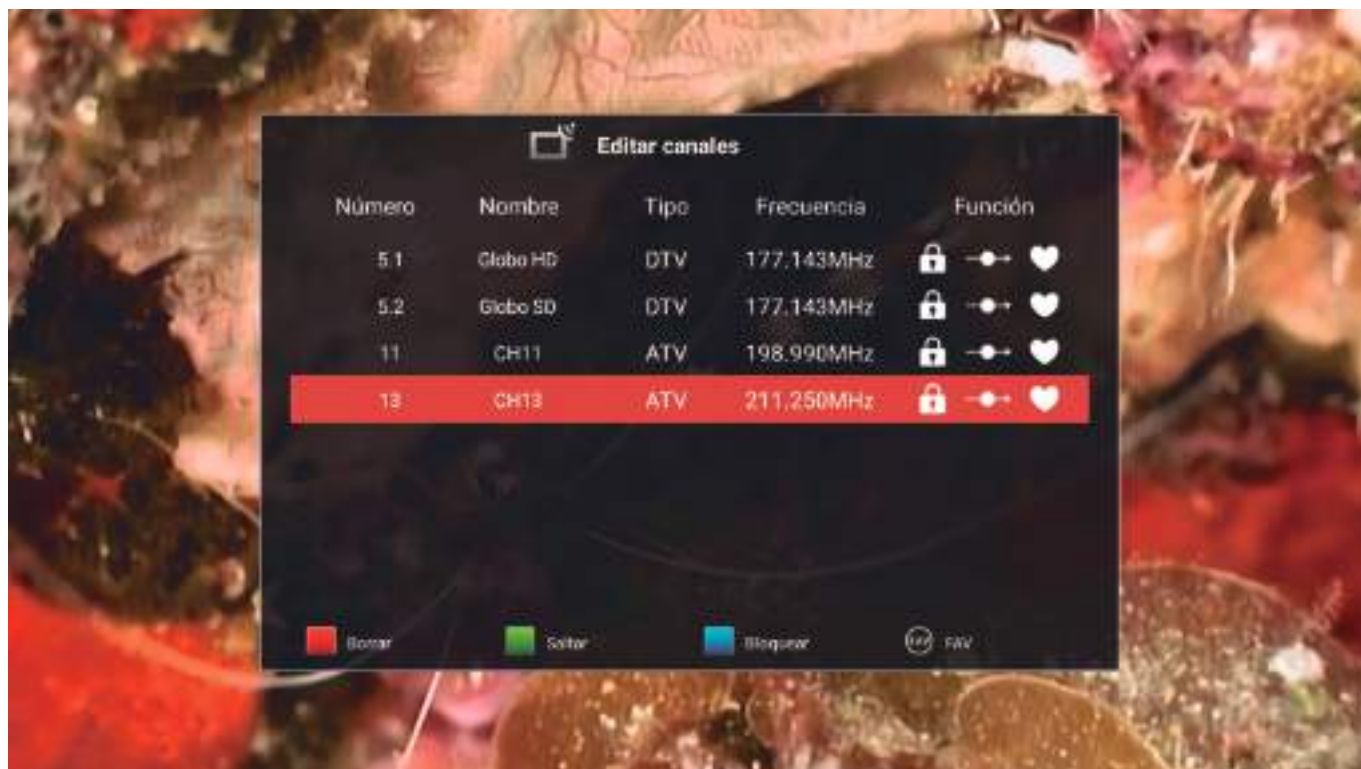 Editar canales
Número Nombre Tipo Frecuencia Función
5.1 Globo HD DTV 177.143MHz
5.2 Globo SD DTV 177.143MHz
11 CH11 ATV 198.990MHz
13 CH13 ATV 211.250MHz
Borrar Saltar Bloquear FAV FAV